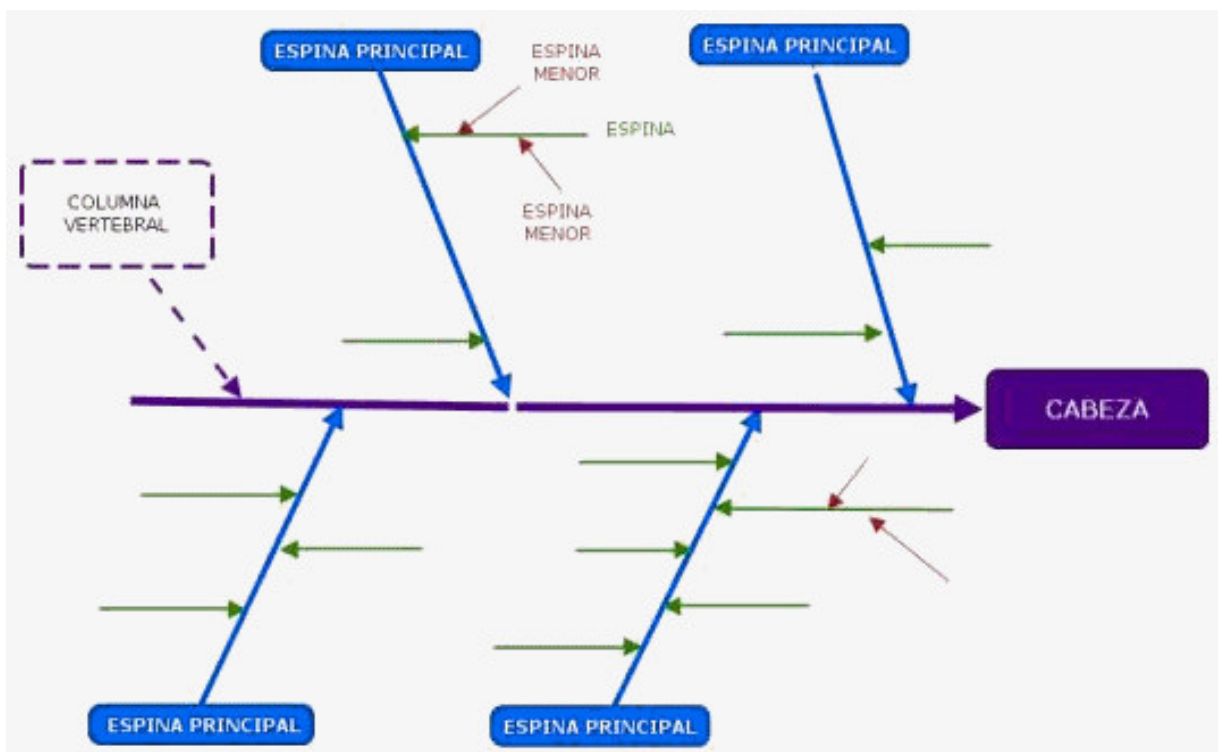 ESPINA PRINCIPAL
ESPINA PRINCIPAL
ESPINA
MENOR
ESPINA
ESPINA
MENOR
COLUMNA
VERTEBRAL
CABEZA
ESPINA PRINCIPAL
ESPINA PRINCIPAL